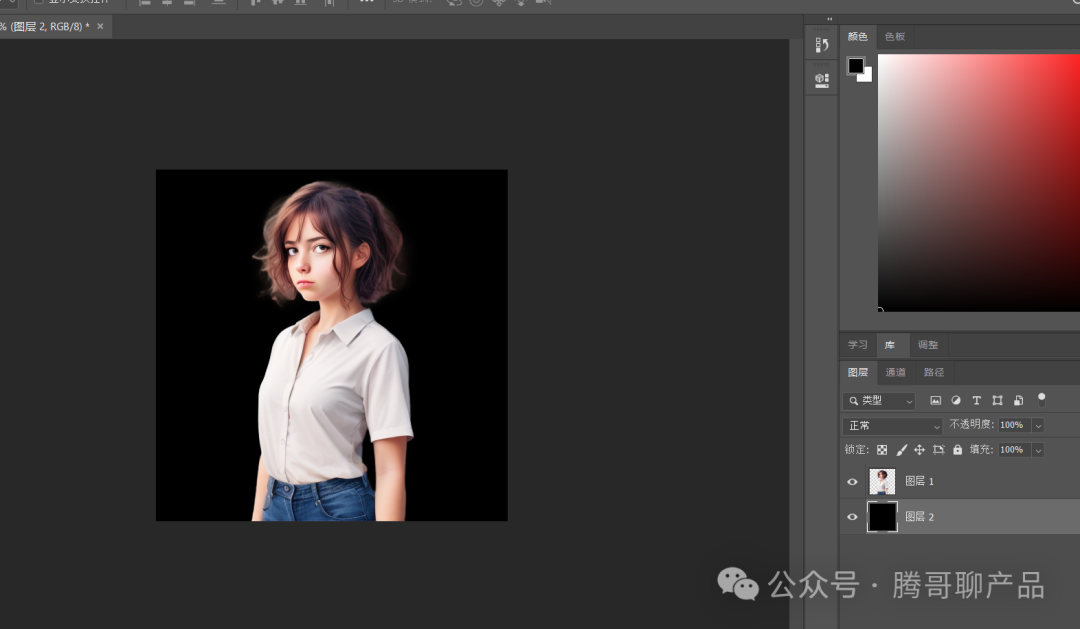 % (图层 2, RGB/8) * ×
颜色 色板
学习 库 调整
图层 通道 路径
类型
正常 不透明度: 100%
锁定: 填充: 100%
图层 1
图层 2
公众号 · 腾哥聊产品